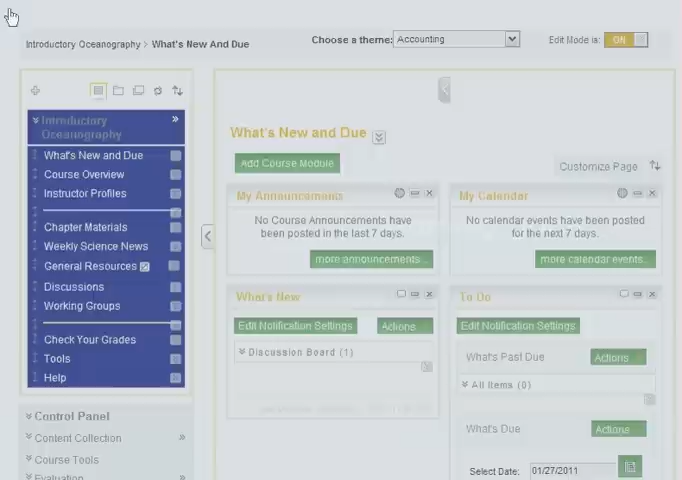 Introductory Oceanography > What's New And Due
Choose a theme: Accounting
Edit Mode is: ON
Introductory
Oceanography
What's New and Due
Course Overview
Instructor Profiles
Chapter Materials
Weekly Science News
General Resources
Discussions
Working Groups
Check Your Grades
Tools
Help
Control Panel
Content Collection
Course Tools
Evaluation
What's New and Due
Add Course Module
Customize Page
My Announcements
No Course Announcements have
been posted in the last 7 days.
more announcements...
My Calendar
No calendar events have been posted
for the next 7 days.
more calendar events...
What's New
Edit Notification Settings
Actions
Discussion Board (1)
To Do
Edit Notification Settings
What's Past Due
Actions
All Items (0)
What's Due
Actions
Select Date: 01/27/2011